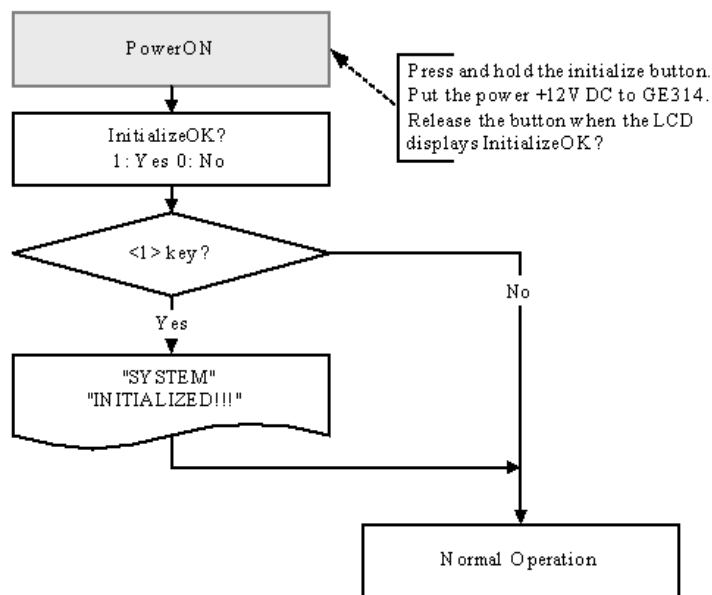 PowerON
Press and hold the initialize button.
Put the power +12V DC to GE314.
Release the button when the LCD
displays InitializeOK?
InitializeOK?
1: Yes 0: No
<1> key?
No
Yes
"SYSTEM"
"INITIALIZED!!!"
Normal Operation